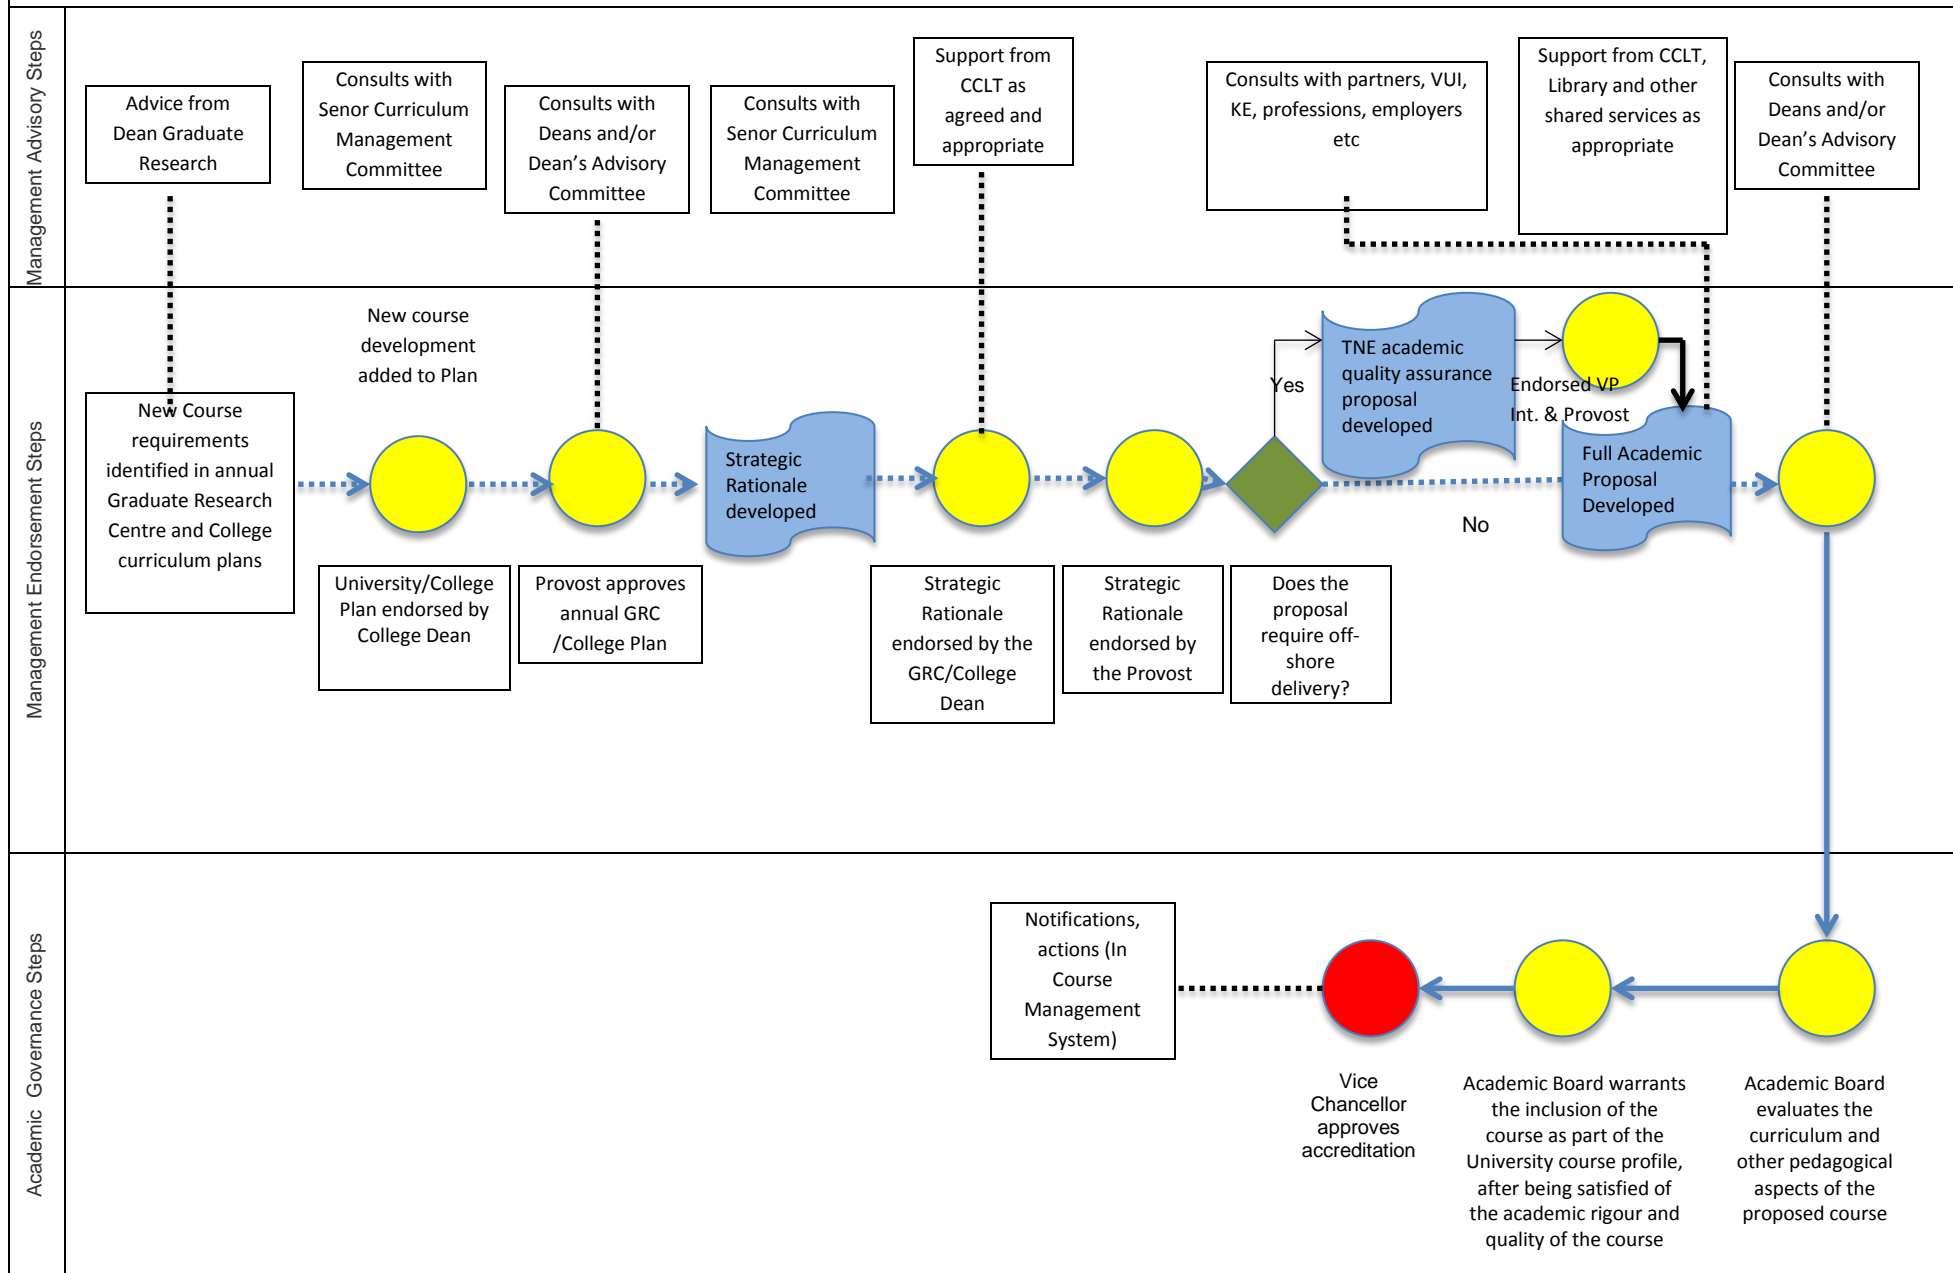 Management Advisory Steps
Advice from
Dean Graduate
Research
Consults with
Senor Curriculum
Management
Committee
Consults with
Deans and/or
Dean's Advisory
Committee
Consults with
Senor Curriculum
Management
Committee
Support from
CCLT as
agreed and
appropriate
Consults with partners, VUI,
KE, professions, employers
etc
Support from CCLT,
Library and other
shared services as
appropriate
Consults with
Deans and/or
Dean's Advisory
Committee
Management Endorsement Steps
New Course
requirements
identified in annual
Graduate Research
Centre and College
curriculum plans
New course
development
added to Plan
University/College
Plan endorsed by
College Dean
Provost approves
annual GRC
/College Plan
Strategic
Rationale
developed
Strategic
Rationale
endorsed by the
GRC/College
Dean
Strategic
Rationale
endorsed by
the Provost
Does the
proposal
require off-
shore
delivery?
Yes
TNE academic
quality assurance
proposal
developed
Endorsed VP
Int. & Provost
No
Full Academic
Proposal
Developed
Academic Governance Steps
Notifications,
actions (In
Course
Management
System)
Vice
Chancellor
approves
accreditation
Academic Board warrants
the inclusion of the
course as part of the
University course profile,
after being satisfied of
the academic rigour and
quality of the course
Academic Board
evaluates the
curriculum and
other pedagogical
aspects of the
proposed course